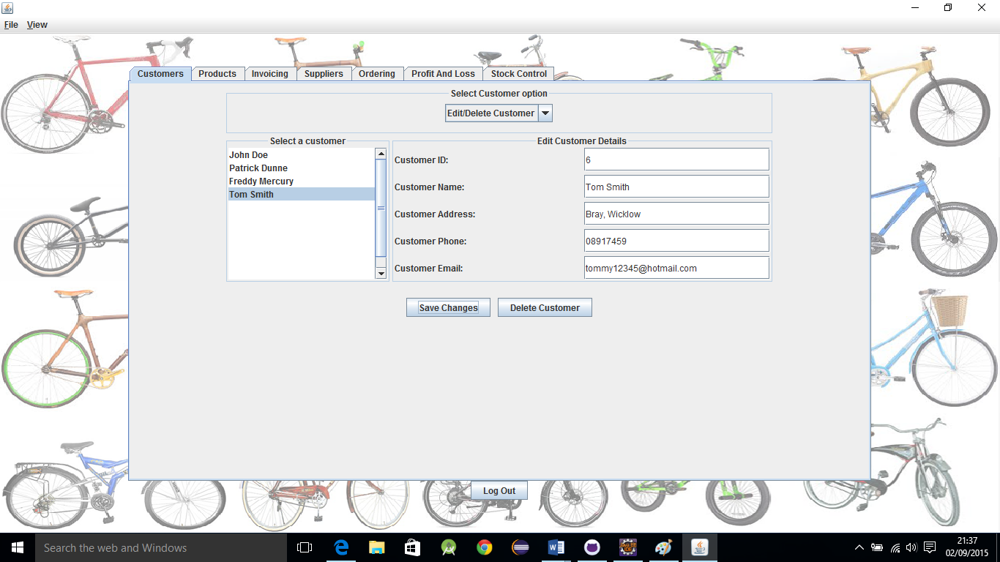 File View
Customers Products Invoicing Suppliers Ordering Profit And Loss Stock Control
Select Customer option
Edit/Delete Customer
Select a customer
John Doe
Patrick Dunne
Freddy Mercury
Tom Smith
Edit Customer Details
Customer ID: 6
Customer Name: Tom Smith
Customer Address: Bray, Wicklow
Customer Phone: 08917459
Customer Email: tommy12345@hotmail.com
Save Changes Delete Customer
Log Out
Search the web and Windows
21:37
02/09/2015